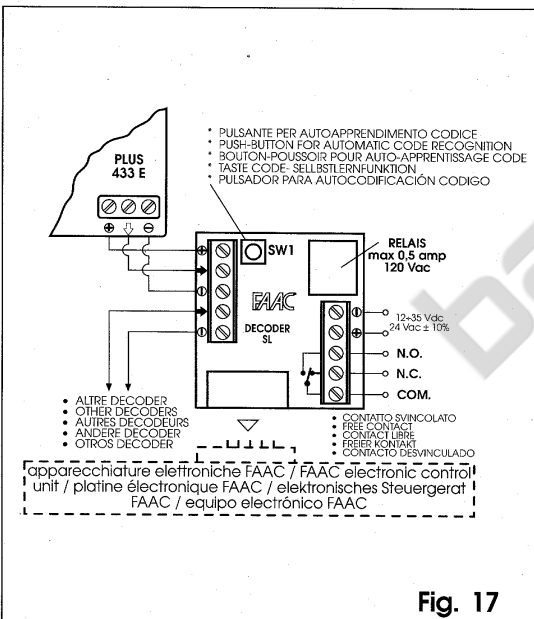 * PULSANTE PER AUTOAPPRENDIMENTO CODICE
* PUSH-BUTTON FOR AUTOMATIC CODE RECOGNITION
* BOUTON-POUSSOIR POUR AUTO-APPRENTISSAGE CODE
* TASTE CODE- SELLBSTLERNFUNKTION
* PULSADOR PARA AUTOCODIFICACIÓN CODIGO
PLUS
433 E
SW1
RELAIS
max 0,5 amp
120 Vac
FAAC
DECODER
SL
12÷35 Vdc
24 Vac ± 10%
N.O.
N.C.
COM.
• ALTRE DECODER
• OTHER DECODERS
• AUTRES DECODEURS
• ANDERE DECODER
• OTROS DECODER
• CONTATTO SVINCOLATO
• FREE CONTACT
• CONTACT LIBRE
• FREIER KONTAKT
• CONTACTO DESVINCULADO
apparecchiature elettroniche FAAC / FAAC electronic control
unit / platine électronique FAAC / elektronisches Steuergerat
FAAC / equipo electrónico FAAC
Fig. 17